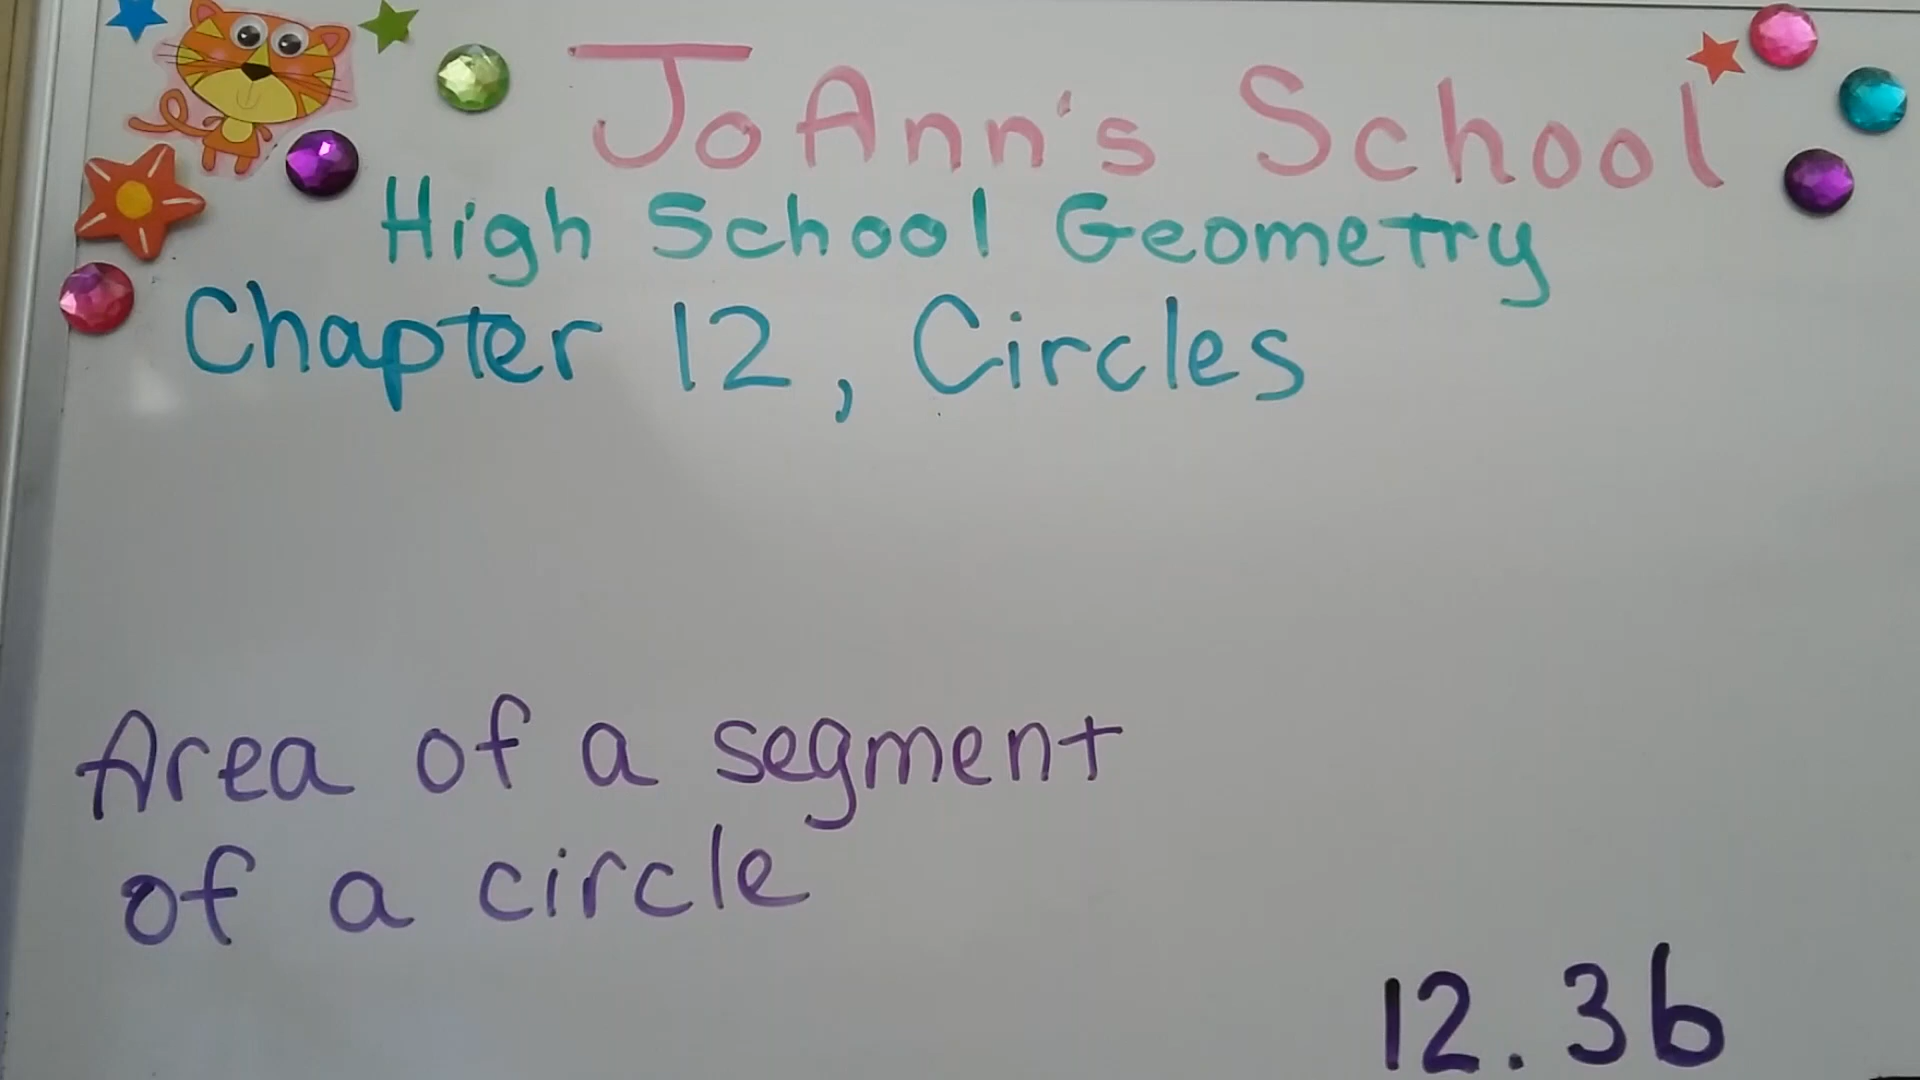 JoAnn's School
High School Geometry
Chapter 12, Circles
Area of a segment
of a circle
12.3b